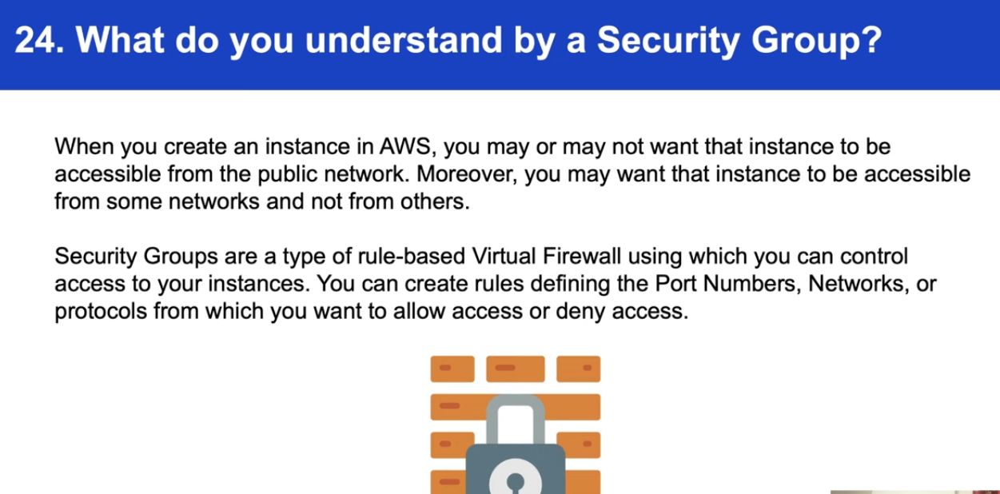 24. What do you understand by a Security Group?
When you create an instance in AWS, you may or may not want that instance to be
accessible from the public network. Moreover, you may want that instance to be accessible
from some networks and not from others.
Security Groups are a type of rule-based Virtual Firewall using which you can control
access to your instances. You can create rules defining the Port Numbers, Networks, or
protocols from which you want to allow access or deny access.